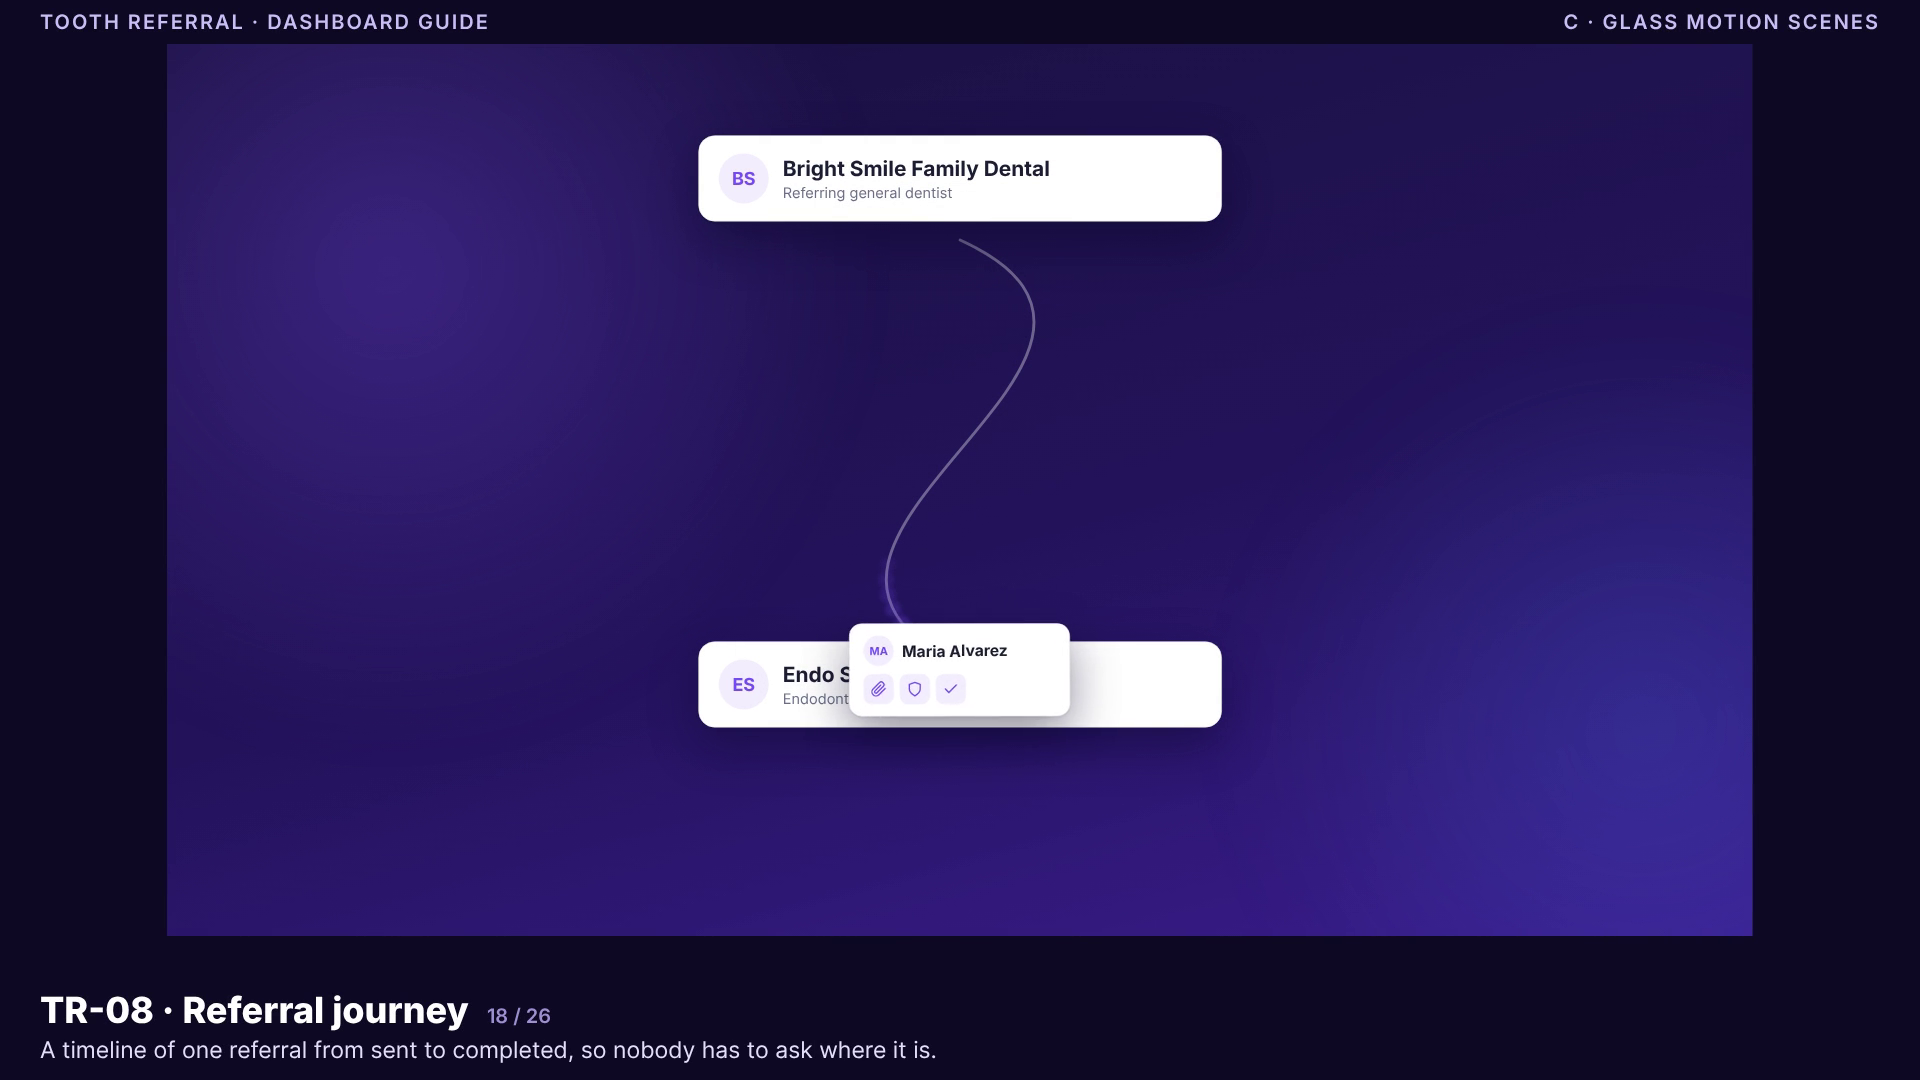 TOOTH REFERRAL · DASHBOARD GUIDE
C · GLASS MOTION SCENES
BS
Bright Smile Family Dental
Referring general dentist
MA
Maria Alvarez
ES
Endo S
Endodont
TR-08 · Referral journey 18 / 26
A timeline of one referral from sent to completed, so nobody has to ask where it is.